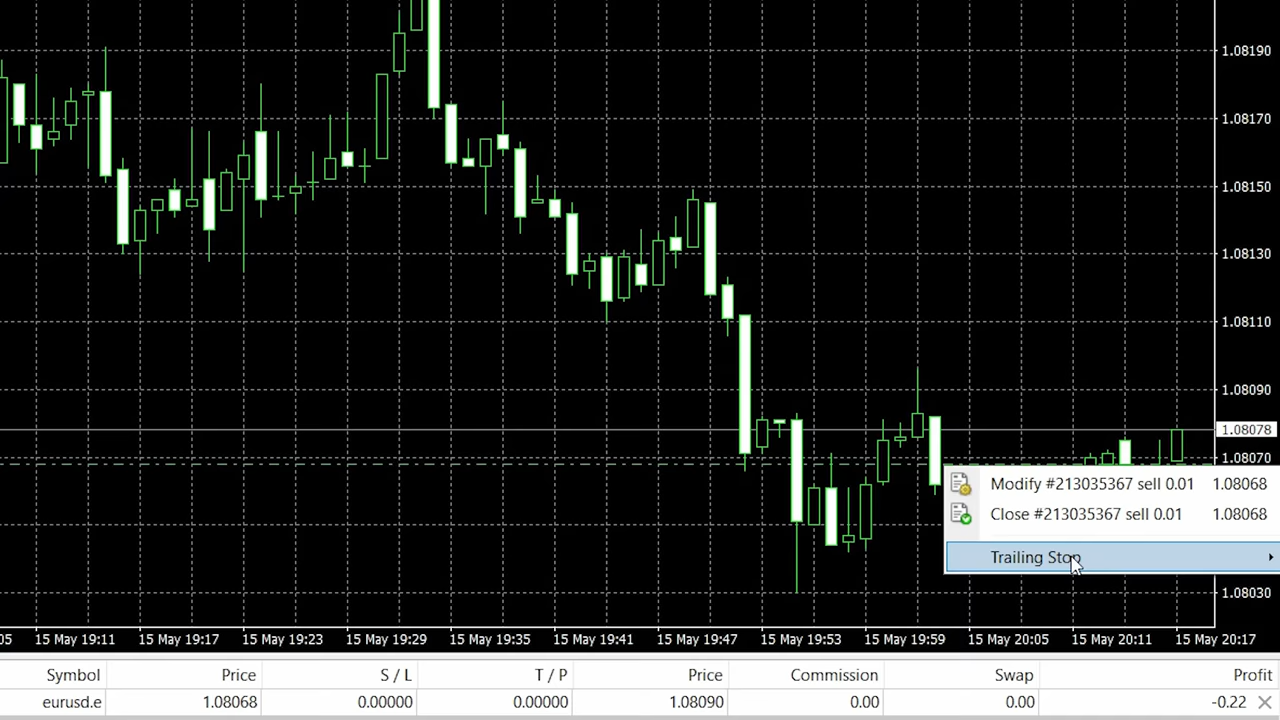 1.08190
1.08170
1.08150
1.08130
1.08110
1.08090
1.08078
1.08070
Modify #213035367 sell 0.01 1.08068
Close #213035367 sell 0.01 1.08068
Trailing Stop
1.08030
05 15 May 19:11 15 May 19:17 15 May 19:23 15 May 19:29 15 May 19:35 15 May 19:41 15 May 19:47 15 May 19:53 15 May 19:59 15 May 20:05 15 May 20:11 15 May 20:17
Symbol Price S / L T / P Price Commission Swap Profit
eurusd.e 1.08068 0.00000 0.00000 1.08090 0.00 0.00 -0.22